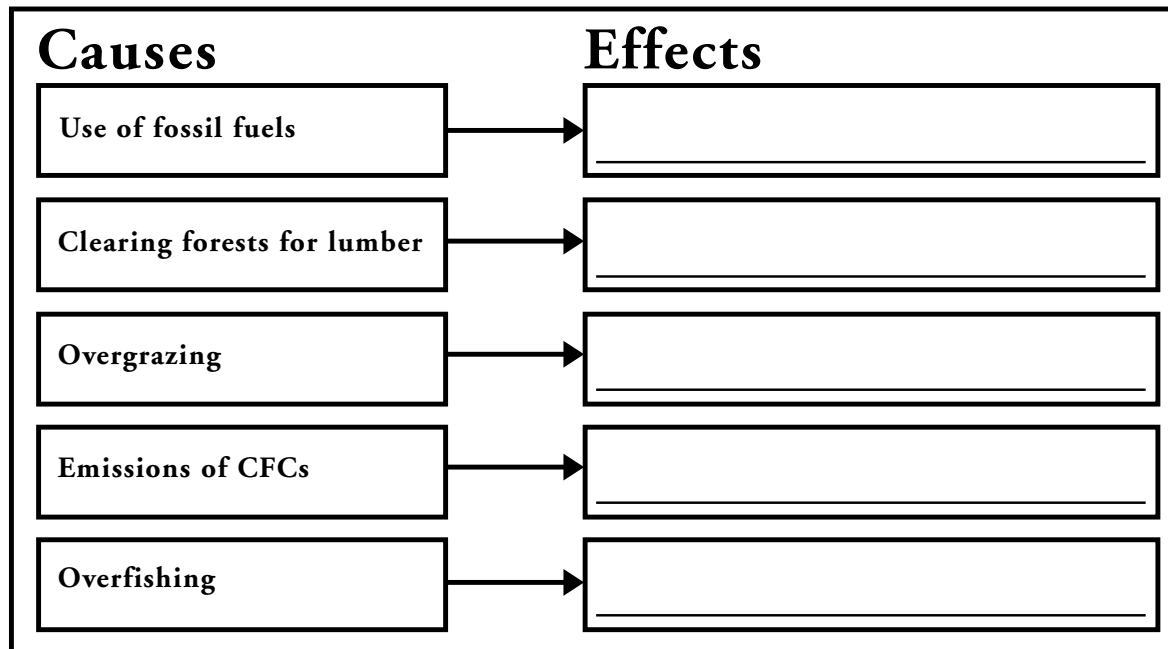 Causes
Effects
Use of fossil fuels
Clearing forests for lumber
Overgrazing
Emissions of CFCs
Overfishing